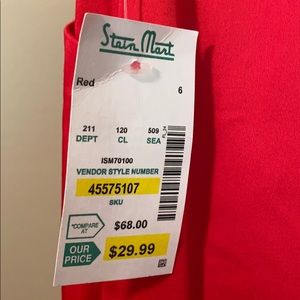 Stein Mart
Red
6
211 120 509
DEPT CL SEA
ISM70100
VENDOR STYLE NUMBER
45575107
SKU
*COMPARE AT $68.00
OUR PRICE $29.99